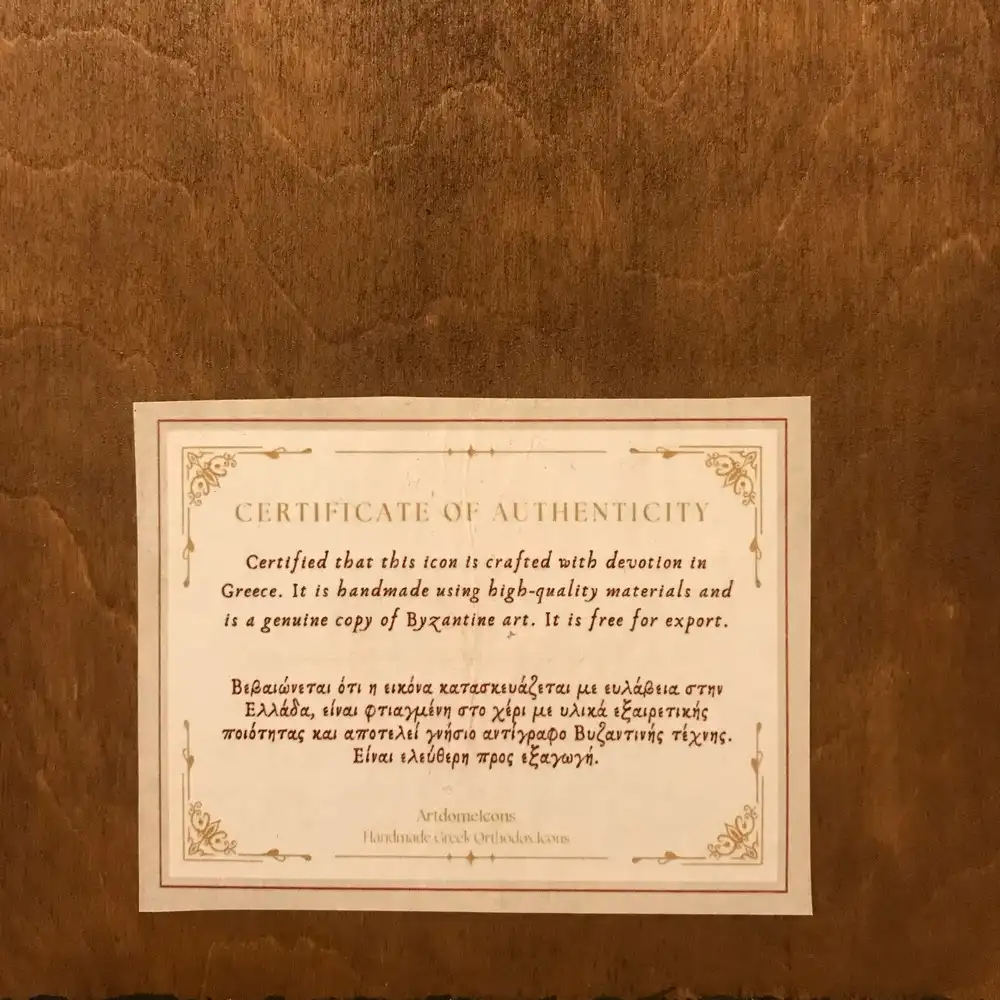 CERTIFICATE OF AUTHENTICITY
Certified that this icon is crafted with devotion in
Greece. It is handmade using high-quality materials and
is a genuine copy of Byzantine art. It is free for export.
Βεβαιώνεται ότι η εικόνα κατασκευάζεται με ευλάβεια στην
Ελλάδα, είναι φτιαγμένη στο χέρι με υλικά εξαιρετικής
ποιότητας και αποτελεί γνήσιο αντίγραφο Βυζαντινής τέχνης.
Είναι ελεύθερη προς εξαγωγή.
ArtdomeIcons
Handmade Greek Orthodox Icons